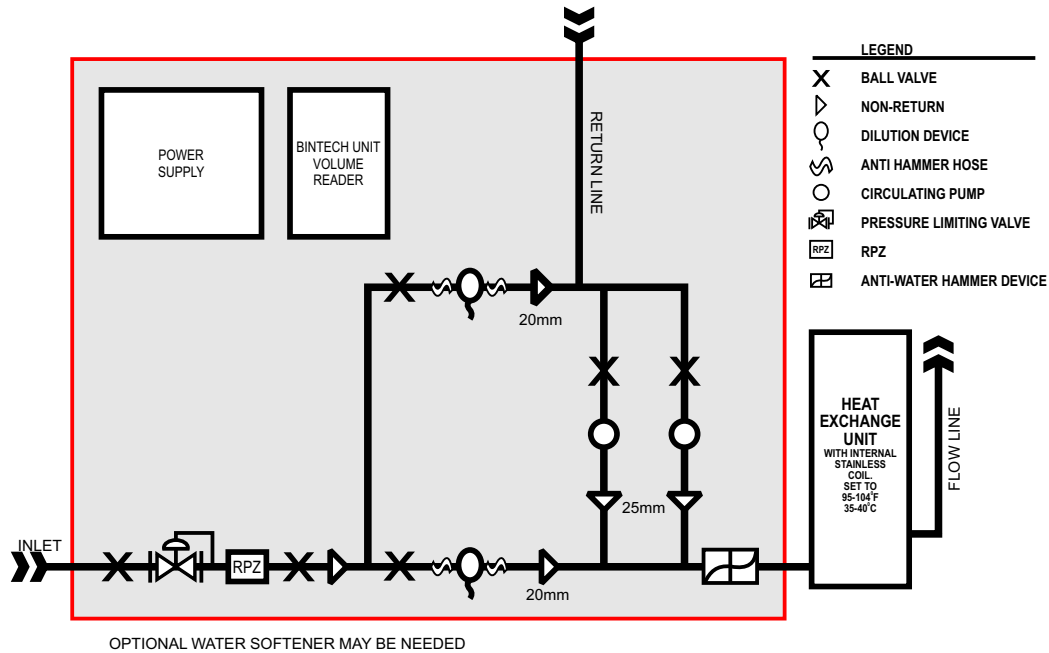 POWER
SUPPLY
BINTECH UNIT
VOLUME
READER
RETURN LINE
LEGEND
BALL VALVE
NON-RETURN
DILUTION DEVICE
ANTI HAMMER HOSE
CIRCULATING PUMP
PRESSURE LIMITING VALVE
RPZ RPZ
ANTI-WATER HAMMER DEVICE
20mm
HEAT
EXCHANGE
UNIT
WITH INTERNAL
STAINLESS
COIL.
SET TO
95-104°F
35-40°C
FLOW LINE
25mm
INLET
RPZ
20mm
OPTIONAL WATER SOFTENER MAY BE NEEDED